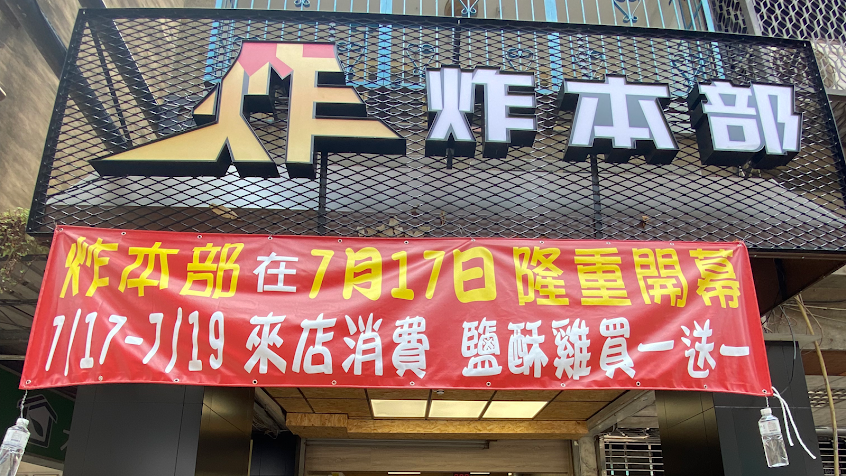 炸 炸本部
炸本部在7月17日隆重開幕
7/17-7/19 來店消費 鹽酥雞買一送一